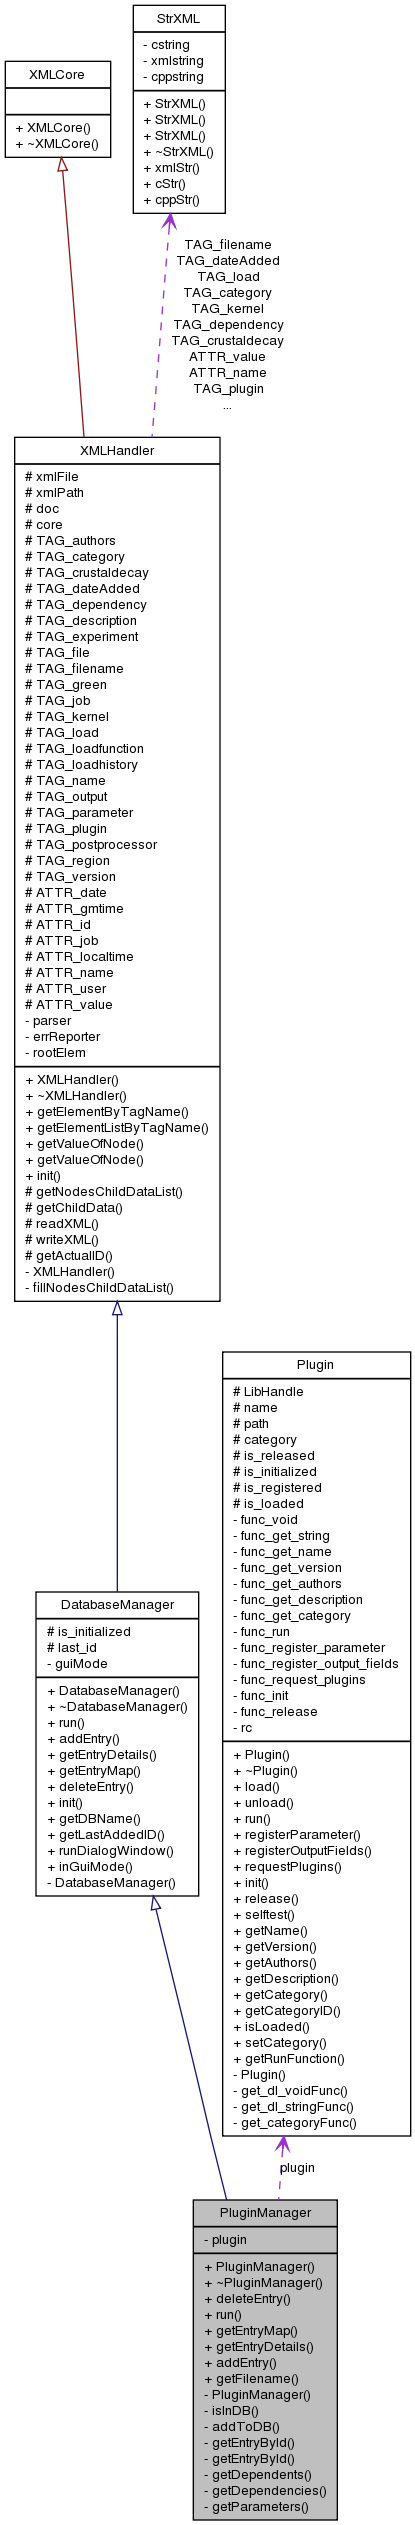 StrXML
- cstring
- xmlstring
- cppstring
+ StrXML()
+ StrXML()
+ StrXML()
+ ~StrXML()
+ xmlStr()
+ cStr()
+ cppStr()
XMLCore
+ XMLCore()
+ ~XMLCore()
TAG_filename
TAG_dateAdded
TAG_load
TAG_category
TAG_kernel
TAG_dependency
TAG_crustaldecay
ATTR_value
ATTR_name
TAG_plugin
...
XMLHandler
# xmlFile
# xmlPath
# doc
# core
# TAG_authors
# TAG_category
# TAG_crustaldecay
# TAG_dateAdded
# TAG_dependency
# TAG_description
# TAG_experiment
# TAG_file
# TAG_filename
# TAG_green
# TAG_job
# TAG_kernel
# TAG_load
# TAG_loadfunction
# TAG_loadhistory
# TAG_name
# TAG_output
# TAG_parameter
# TAG_plugin
# TAG_postprocessor
# TAG_region
# TAG_version
# ATTR_date
# ATTR_gmtime
# ATTR_id
# ATTR_job
# ATTR_localtime
# ATTR_name
# ATTR_user
# ATTR_value
- parser
- errReporter
- rootElem
+ XMLHandler()
+ ~XMLHandler()
+ getElementByTagName()
+ getElementListByTagName()
+ getValueOfNode()
+ getValueOfNode()
+ init()
# getNodesChildDataList()
# getChildData()
# readXML()
# writeXML()
# getActualID()
- XMLHandler()
- fillNodesChildDataList()
Plugin
# LibHandle
# name
# path
# category
# is_released
# is_initialized
# is_registered
# is_loaded
- func_void
- func_get_string
- func_get_name
- func_get_version
- func_get_authors
- func_get_description
- func_get_category
- func_run
- func_register_parameter
- func_register_output_fields
- func_request_plugins
- func_init
- func_release
- rc
+ Plugin()
+ ~Plugin()
+ load()
+ unload()
+ run()
+ registerParameter()
+ registerOutputFields()
+ requestPlugins()
+ init()
+ release()
+ selftest()
+ getName()
+ getVersion()
+ getAuthors()
+ getDescription()
+ getCategory()
+ getCategoryID()
+ isLoaded()
+ setCategory()
+ getRunFunction()
- Plugin()
- get_dl_voidFunc()
- get_dl_stringFunc()
- get_categoryFunc()
DatabaseManager
# is_initialized
# last_id
- guiMode
+ DatabaseManager()
+ ~DatabaseManager()
+ run()
+ addEntry()
+ getEntryDetails()
+ getEntryMap()
+ deleteEntry()
+ init()
+ getDBName()
+ getLastAddedID()
+ runDialogWindow()
+ inGuiMode()
- DatabaseManager()
plugin
PluginManager
- plugin
+ PluginManager()
+ ~PluginManager()
+ deleteEntry()
+ run()
+ getEntryMap()
+ getEntryDetails()
+ addEntry()
+ getFilename()
- PluginManager()
- isInDB()
- addToDB()
- getEntryById()
- getEntryById()
- getDependents()
- getDependencies()
- getParameters()